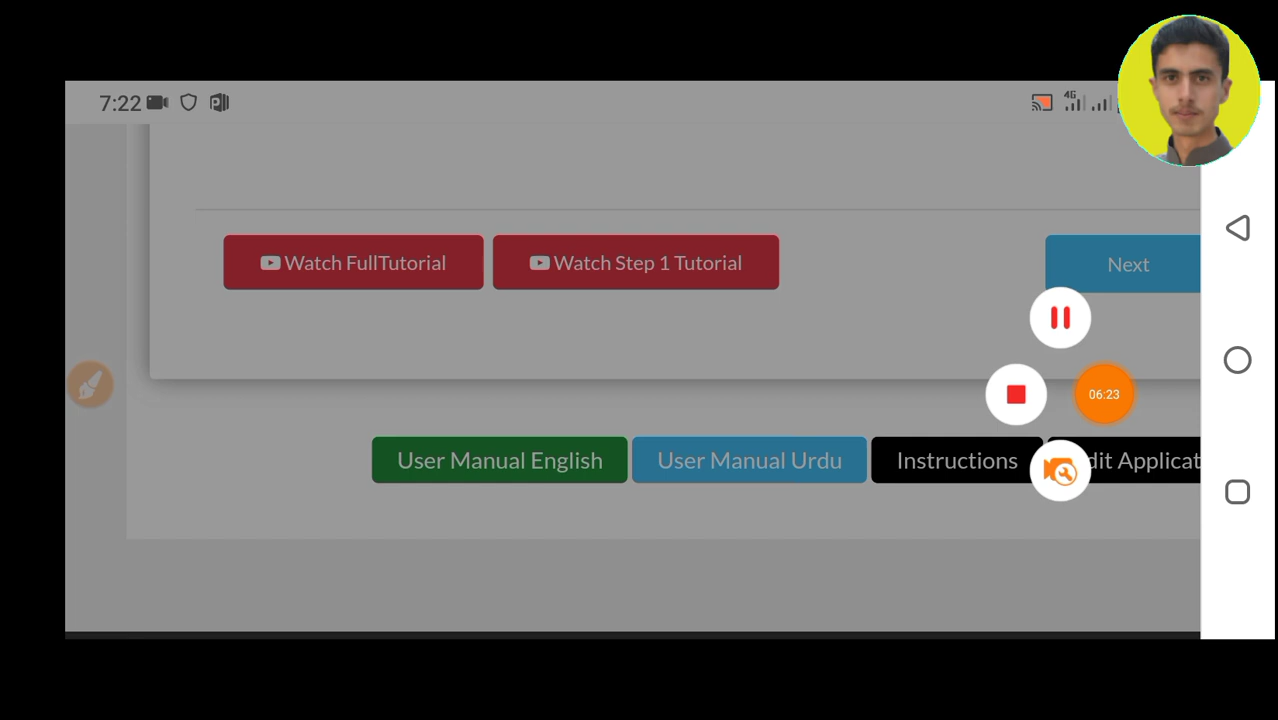 7:22
4G
Watch FullTutorial
Watch Step 1 Tutorial
Next
06:23
User Manual English
User Manual Urdu
Instructions
dit Applicat